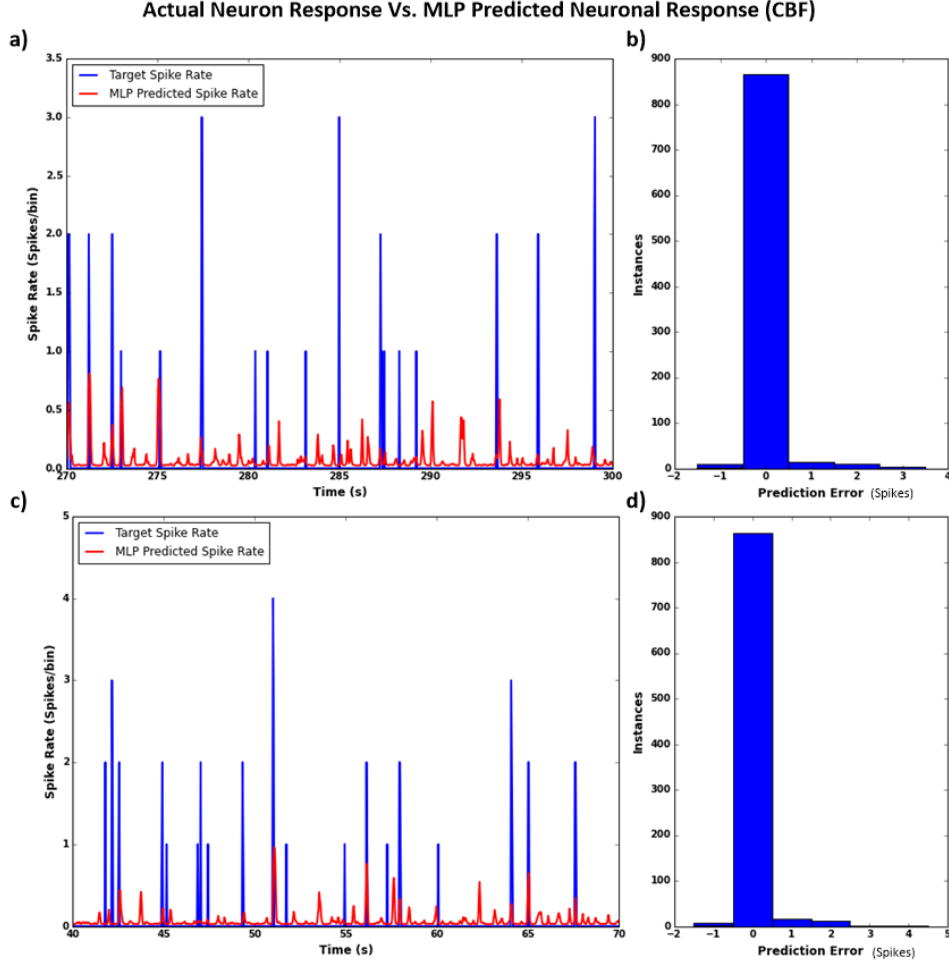 Actual Neuron Response Vs. MLP Predicted Neuronal Response (CBF)
a)
Target Spike Rate
MLP Predicted Spike Rate
Spike Rate (Spikes/bin)
3.5
3.0
2.5
2.0
1.5
1.0
0.5
0.0
270 275 280 285 290 295 300
Time (s)
b)
Instances
900
800
700
600
500
400
300
200
100
0
−2 −1 0 1 2 3 4
Prediction Error (Spikes)
c)
Target Spike Rate
MLP Predicted Spike Rate
Spike Rate (Spikes/bin)
5
4
3
2
1
0
40 45 50 55 60 65 70
Time (s)
d)
Instances
900
800
700
600
500
400
300
200
100
0
−2 −1 0 1 2 3 4 5
Prediction Error (Spikes)